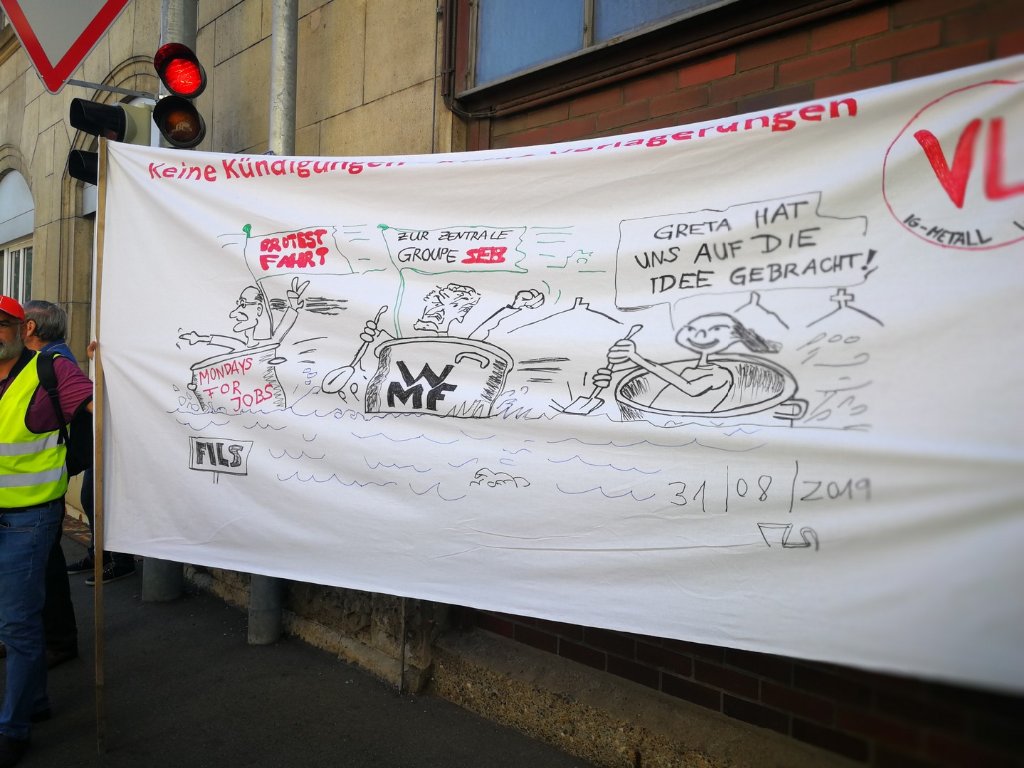 Keine Kündigungen Verlagerungen
VL
IG-METALL
PROTEST
FAHRT
ZUR ZENTRALE
GROUPE SEB
GRETA HAT
UNS AUF DIE
IDEE GEBRACHT!
MONDAYS
FOR
JOBS
WMF
FILS
31/08/2019